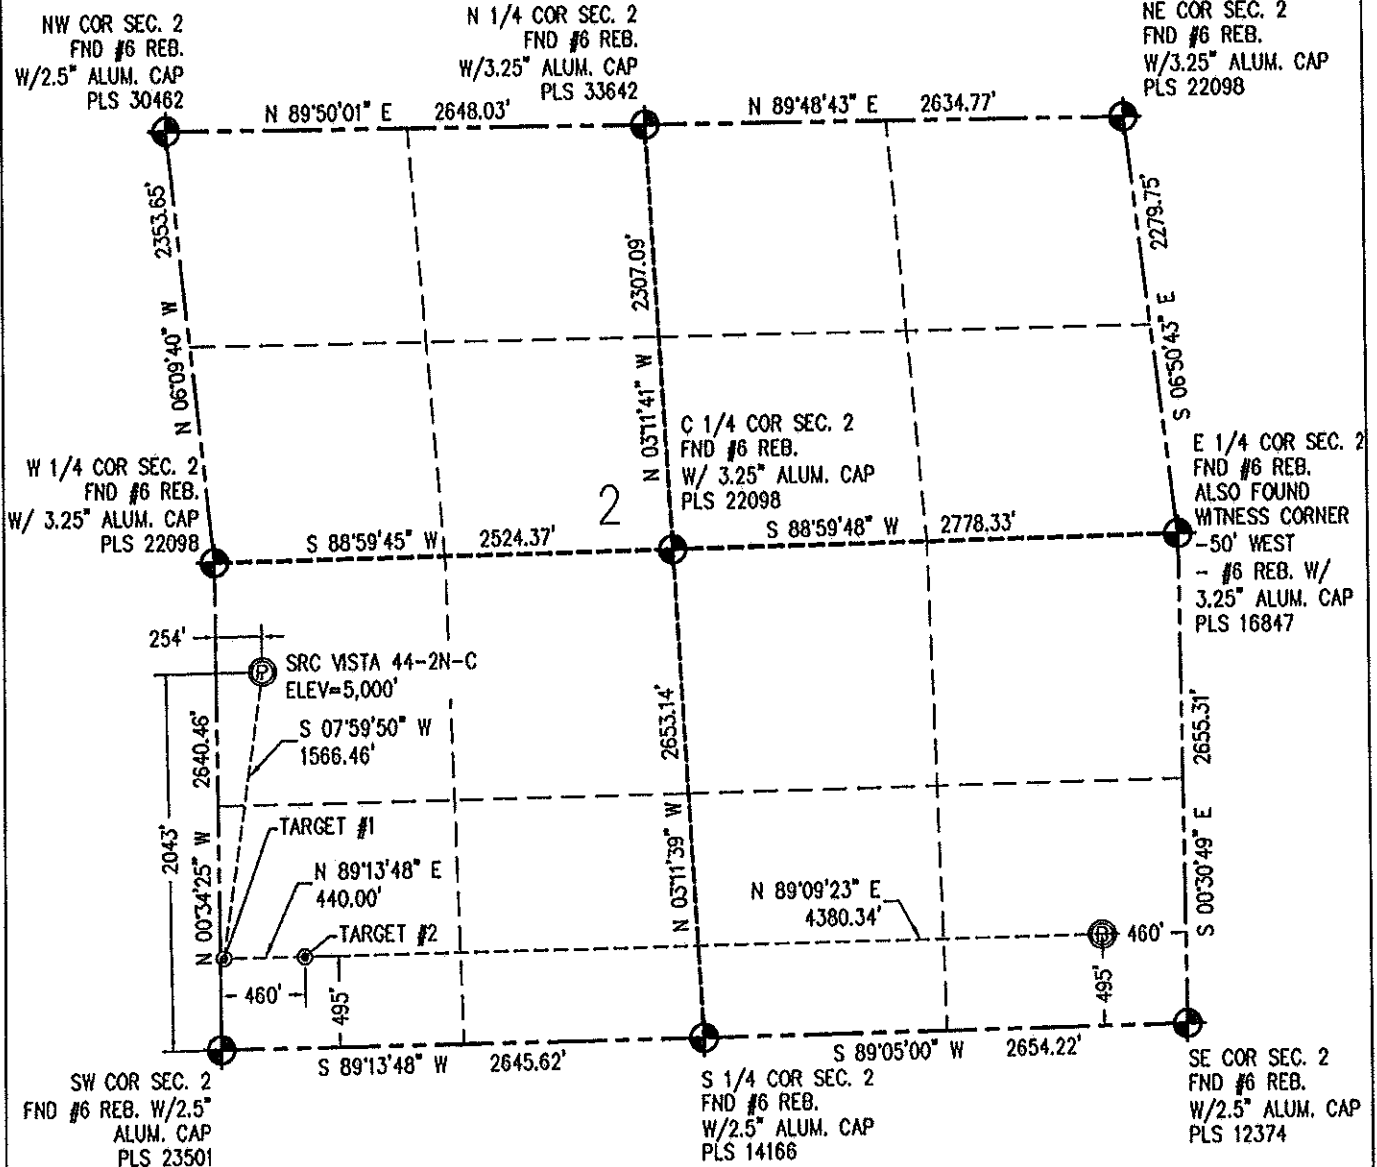 NW COR SEC. 2
FND #6 REB.
W/2.5" ALUM. CAP
PLS 30462
N 1/4 COR SEC. 2
FND #6 REB.
W/3.25" ALUM. CAP
PLS 33642
NE COR SEC. 2
FND #6 REB.
W/3.25" ALUM. CAP
PLS 22098
N 89°50'01" E 2648.03'
N 89°48'43" E 2634.77'
N 06°09'40" W 2353.65'
N 03°11'41" W 2307.09'
S 06°50'43" E 2279.75'
W 1/4 COR SEC. 2
FND #6 REB.
W/ 3.25" ALUM. CAP
PLS 22098
2
C 1/4 COR SEC. 2
FND #6 REB.
W/ 3.25" ALUM. CAP
PLS 22098
E 1/4 COR SEC. 2
FND #6 REB.
ALSO FOUND
WITNESS CORNER
-50' WEST
- #6 REB. W/
3.25" ALUM. CAP
PLS 16847
S 88°59'45" W 2524.37'
S 88°59'48" W 2778.33'
254'
P
SRC VISTA 44-2N-C
ELEV=5,000'
S 07°59'50" W
1566.46'
N 00°34'25" W 2640.46'
2043'
N 03°11'39" W 2653.14'
S 00°30'49" E 2655.31'
TARGET #1
N 89°13'48" E
440.00'
TARGET #2
N 89°09'23" E
4380.34'
B
460'
460'
495'
495'
S 89°13'48" W 2645.62'
S 89°05'00" W 2654.22'
SW COR SEC. 2
FND #6 REB. W/2.5"
ALUM. CAP
PLS 23501
S 1/4 COR SEC. 2
FND #6 REB.
W/2.5" ALUM. CAP
PLS 14166
SE COR SEC. 2
FND #6 REB.
W/2.5" ALUM. CAP
PLS 12374